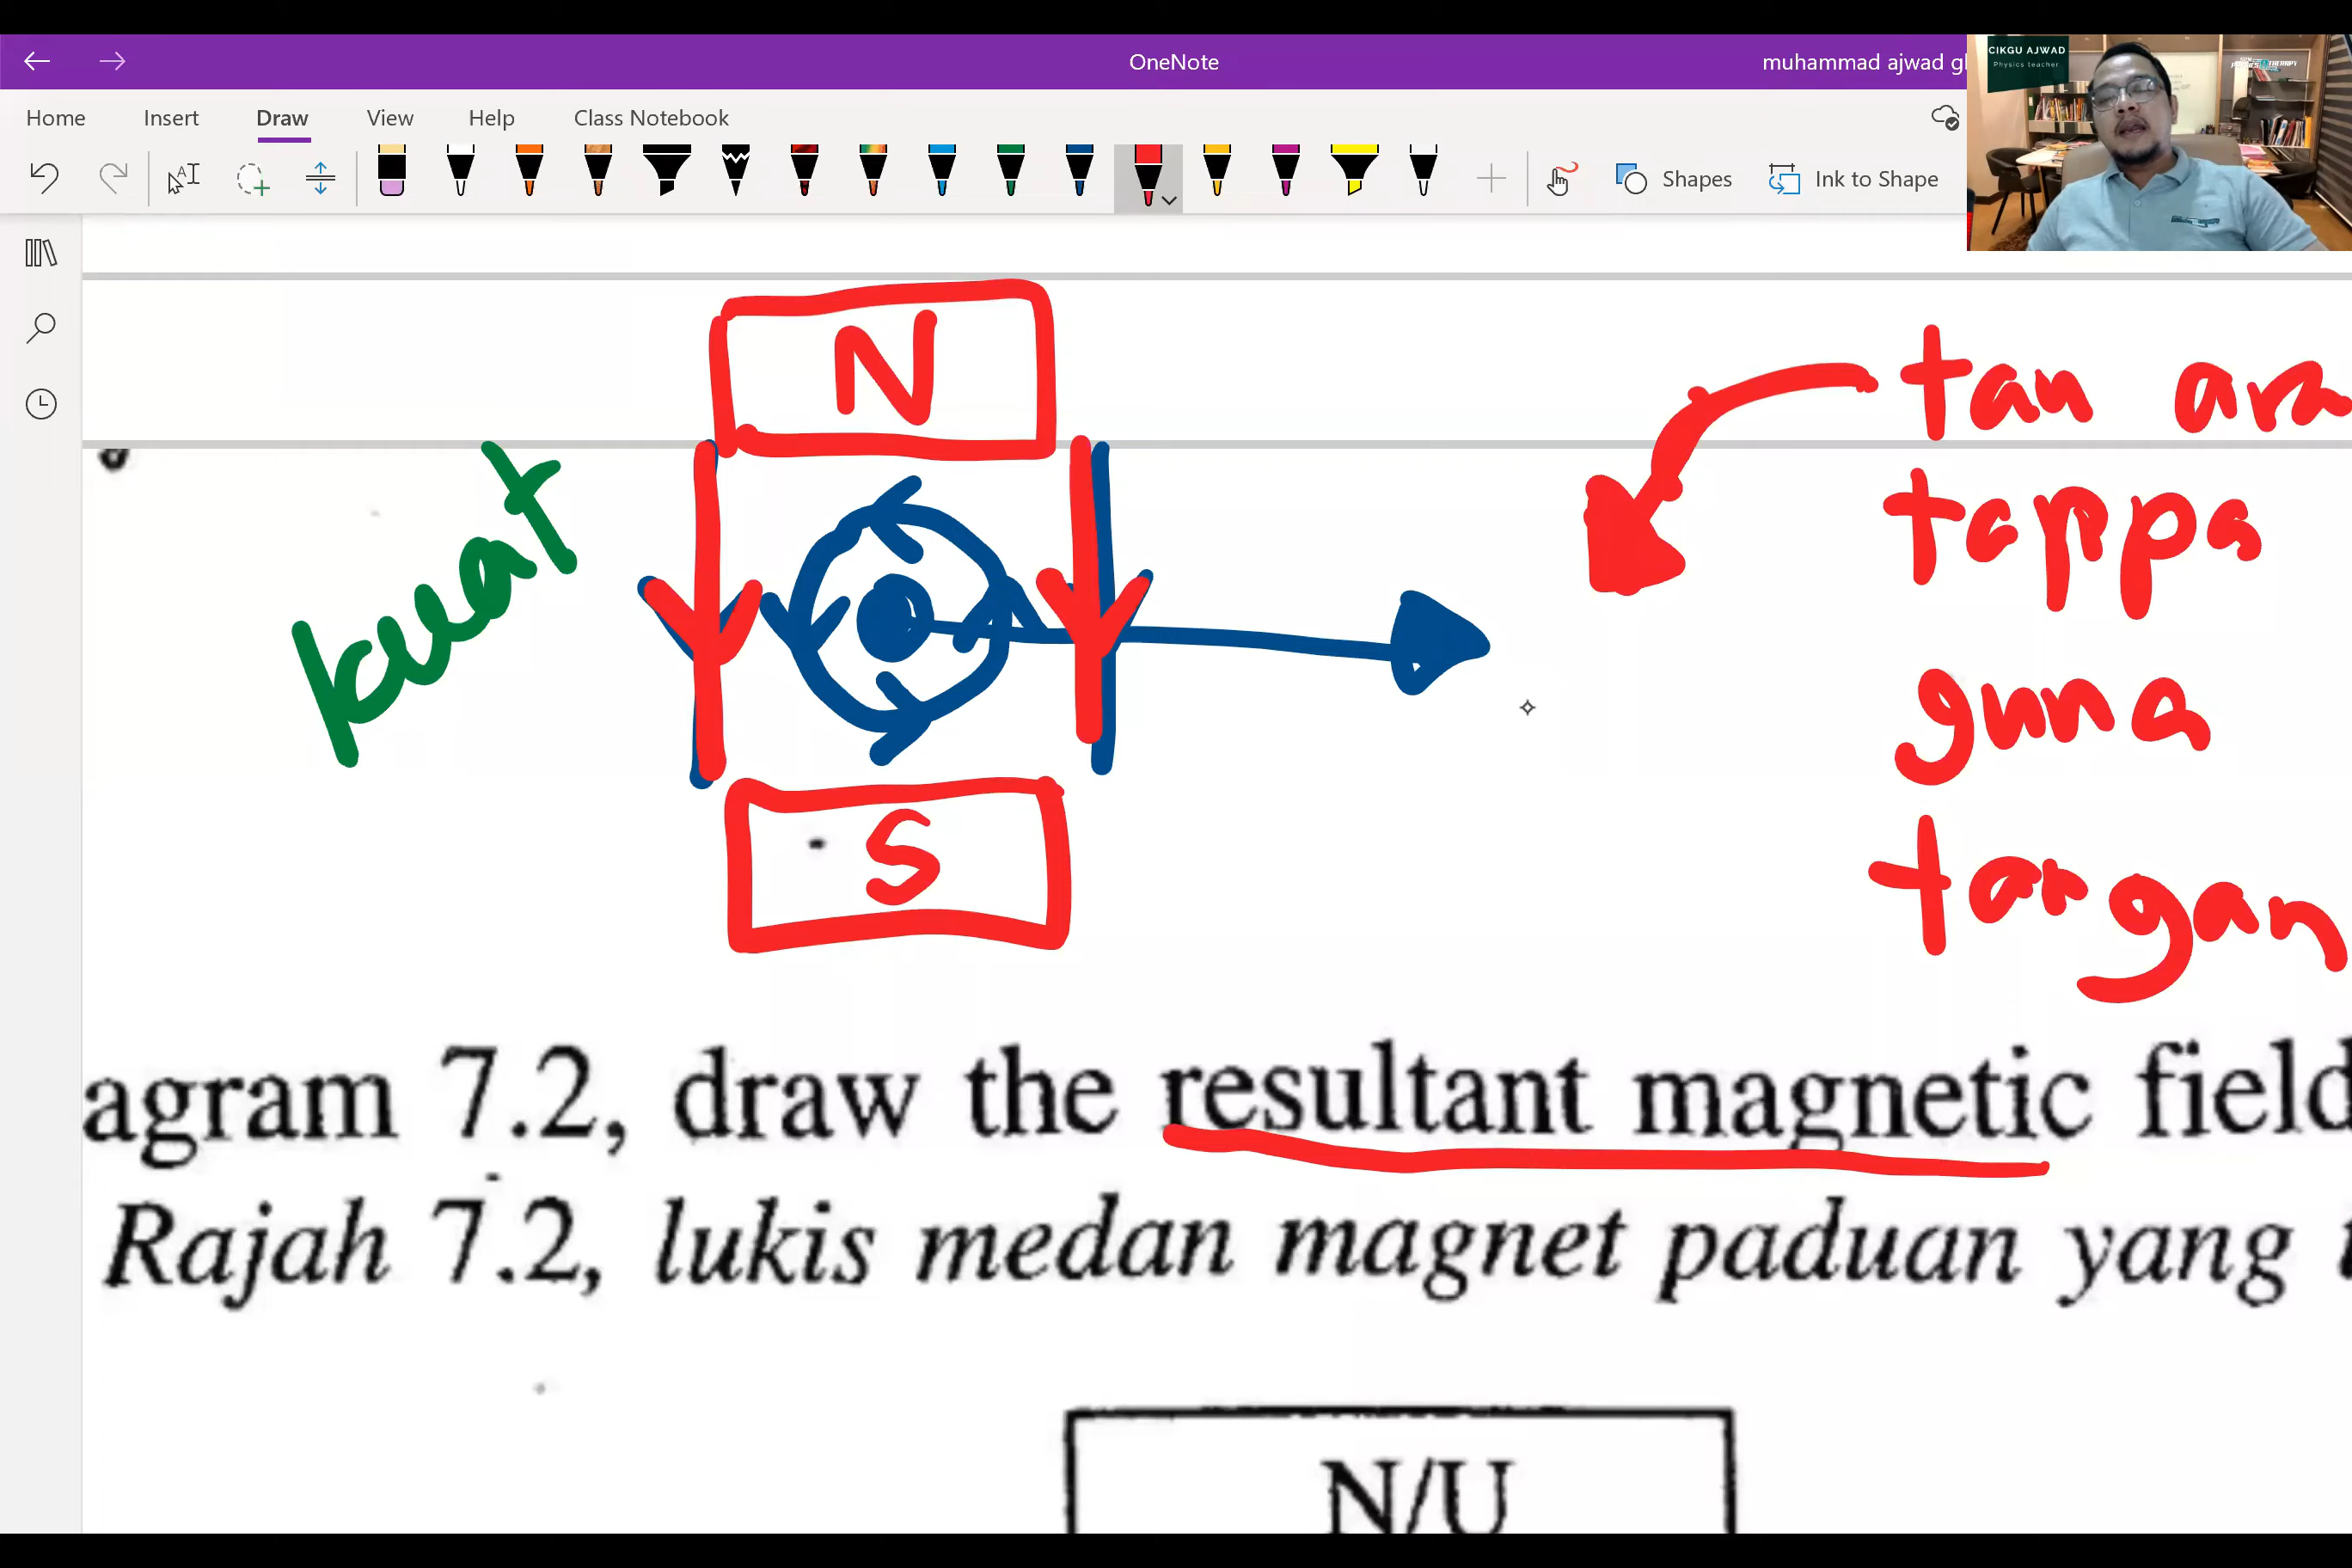 OneNote
muhammad ajwad
CIKGU AJWAD
Physics teacher
Home Insert Draw View Help Class Notebook
Shapes Ink to Shape
N
kuat
S
tan
guna
tangan
agram 7.2, draw the resultant magnetic field
Rajah 7.2, lukis medan magnet paduan yang
N/U